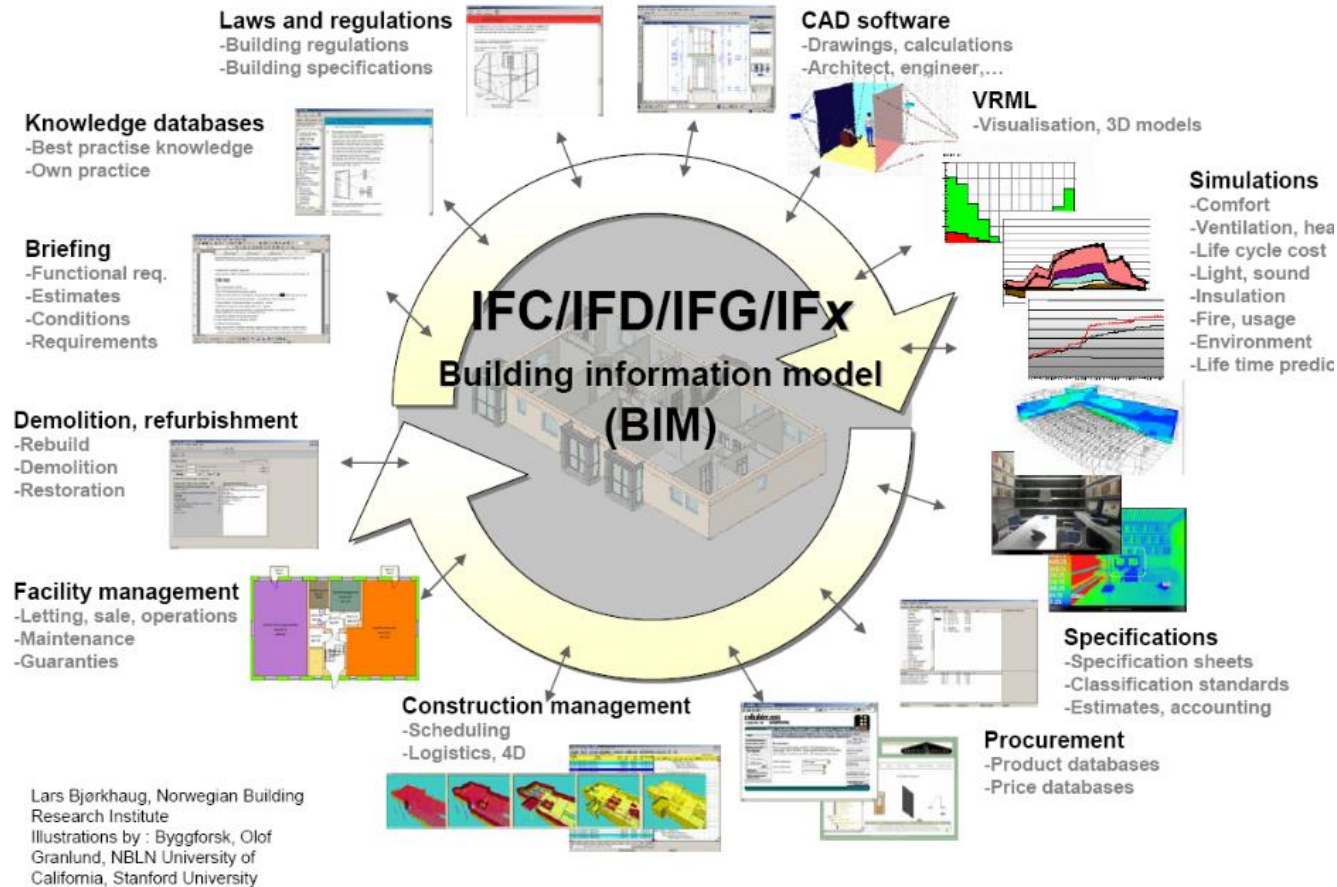 Laws and regulations
-Building regulations
-Building specifications
CAD software
-Drawings, calculations
-Architect, engineer,...
VRML
-Visualisation, 3D models
Knowledge databases
-Best practise knowledge
-Own practice
Simulations
-Comfort
-Ventilation, hea
-Life cycle cost
-Light, sound
-Insulation
-Fire, usage
-Environment
-Life time predic
Briefing
-Functional req.
-Estimates
-Conditions
-Requirements
IFC/IFD/IFG/IFx
Building information model
(BIM)
Demolition, refurbishment
-Rebuild
-Demolition
-Restoration
Facility management
-Letting, sale, operations
-Maintenance
-Guaranties
Specifications
-Specification sheets
-Classification standards
-Estimates, accounting
Construction management
-Scheduling
-Logistics, 4D
Procurement
-Product databases
-Price databases
Lars Bjørkhaug, Norwegian Building
Research Institute
Illustrations by : Byggforsk, Olof
Granlund, NBLN University of
California, Stanford University